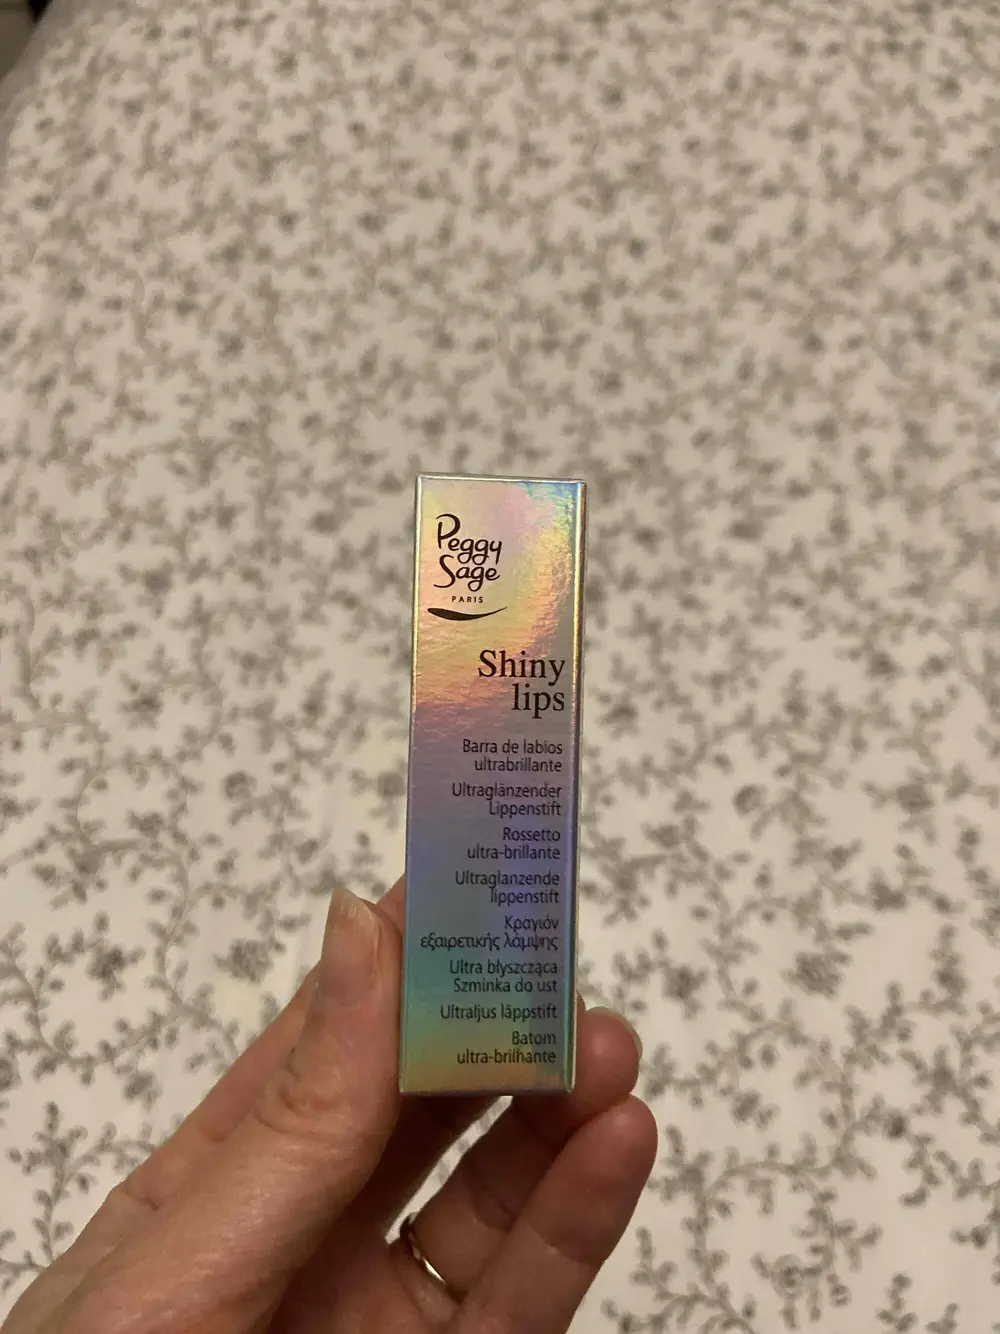 Peggy
Sage
PARIS
Shiny
lips
Barra de labios
ultrabrillante
Ultraglänzender
Lippenstift
Rossetto
ultra-brillante
Ultraglanzende
lippenstift
Κραγιόν
εξαιρετικής λάμψης
Ultra błyszcząca
Szminka do ust
Ultraljus läppstift
Batom
ultra-brilhante